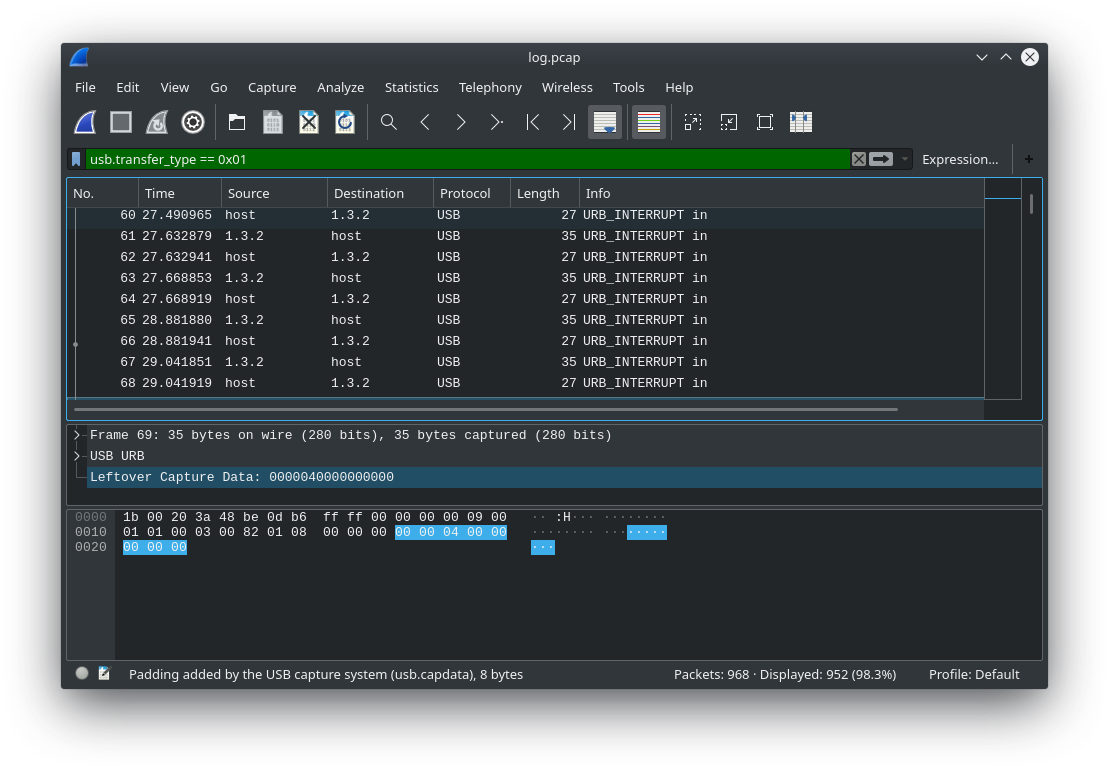 log.pcap
File Edit View Go Capture Analyze Statistics Telephony Wireless Tools Help
usb.transfer_type == 0x01 Expression... +
No. Time Source Destination Protocol Length Info
60 27.490965 host 1.3.2 USB 27 URB_INTERRUPT in
61 27.632879 1.3.2 host USB 35 URB_INTERRUPT in
62 27.632941 host 1.3.2 USB 27 URB_INTERRUPT in
63 27.668853 1.3.2 host USB 35 URB_INTERRUPT in
64 27.668919 host 1.3.2 USB 27 URB_INTERRUPT in
65 28.881880 1.3.2 host USB 35 URB_INTERRUPT in
66 28.881941 host 1.3.2 USB 27 URB_INTERRUPT in
67 29.041851 1.3.2 host USB 35 URB_INTERRUPT in
68 29.041919 host 1.3.2 USB 27 URB_INTERRUPT in
Frame 69: 35 bytes on wire (280 bits), 35 bytes captured (280 bits)
USB URB
Leftover Capture Data: 0000040000000000
0000 1b 00 20 3a 48 be 0d b6 ff ff 00 00 00 00 09 00 ·· :H··· ········
0010 01 01 00 03 00 82 01 08 00 00 00 00 00 04 00 00 ········ ········
0020 00 00 00 ···
Padding added by the USB capture system (usb.capdata), 8 bytes Packets: 968 · Displayed: 952 (98.3%) Profile: Default